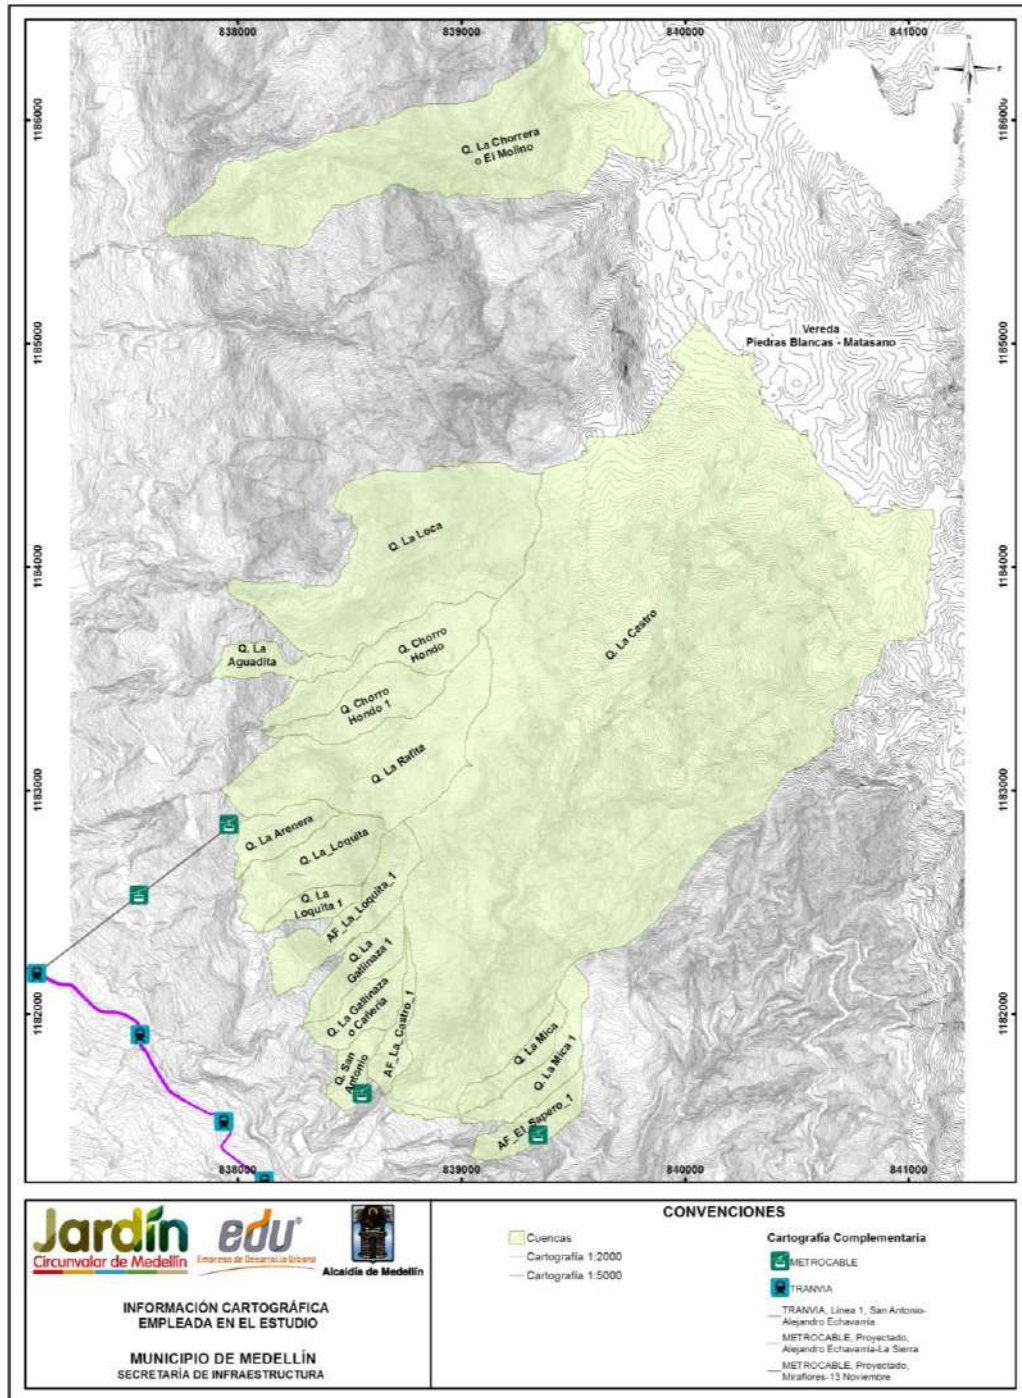 838000
839000
840000
841000
N
W
E
S
1186000
1186000
Q. La Chorrera
o El Molino
1185000
1185000
Vereda
Piedras Blancas - Matasano
Q. La Loca
1184000
1184000
Q. La Castro
Q. Chorro
Hondo
Q. La
Aguadita
Q. Chorro
Hondo 1
Q. La Rafita
1183000
1183000
Q. La Arenera
Q. La_Loquita
Q. La
Loquita 1
AF_La_Loquita_1
Q. La
Gallinaza 1
1182000
1182000
Q. La Gallinaza
o Cañería
AF_La_Castro_1
Q. San
Antonio
Q. La Mica
Q. La Mica 1
AF_El_Sapero_1
838000
839000
840000
841000
Jardín
Circunvalar de Medellín
edu
Empresa de Desarrollo Urbano
Alcaldía de Medellín
INFORMACIÓN CARTOGRÁFICA
EMPLEADA EN EL ESTUDIO
MUNICIPIO DE MEDELLÍN
SECRETARÍA DE INFRAESTRUCTURA
CONVENCIONES
Cuencas
Cartografía 1:2000
Cartografía 1:5000
Cartografía Complementaria
METROCABLE
TRANVIA
TRANVIA, Línea 1, San Antonio-
Alejandro Echavarría
METROCABLE, Proyectado,
Alejandro Echavarría-La Sierra
METROCABLE, Proyectado,
Miraflores-13 Noviembre